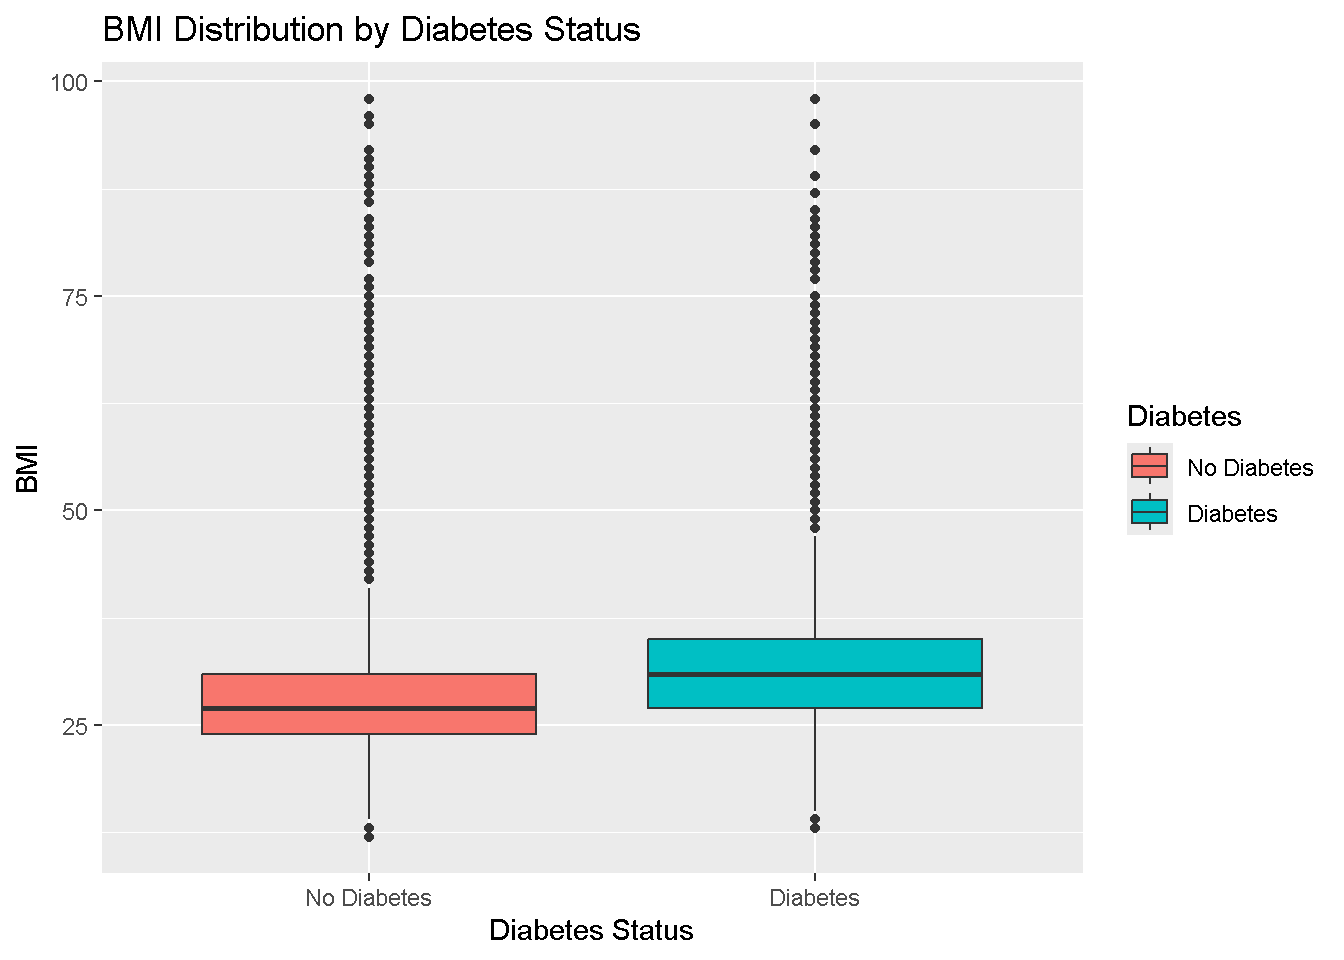 BMI Distribution by Diabetes Status
100
75
50
25
BMI
No Diabetes
Diabetes
Diabetes Status
Diabetes
No Diabetes
Diabetes